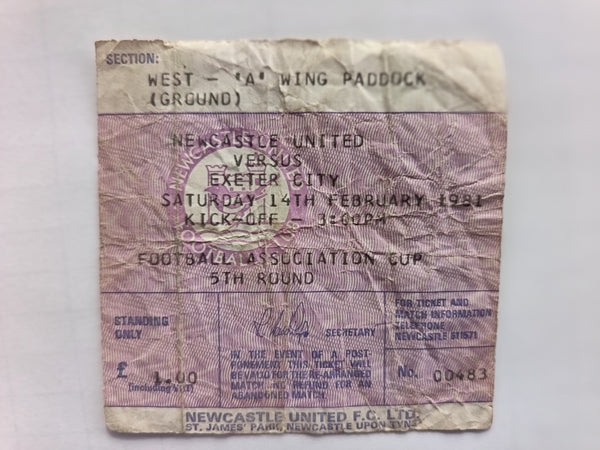 SECTION:
WEST - 'A' WING PADDOCK
(GROUND)
NEWCASTLE UNITED
VERSUS
EXETER CITY
SATURDAY 14TH FEBRUARY 1981
KICK-OFF - 3:00PM
FOOTBALL ASSOCIATION CUP
5TH ROUND
STANDING
ONLY
£ 1.00
(including VAT)
SECRETARY
IN THE EVENT OF A POST-
PONEMENT THIS TICKET WILL
BE VALID FOR THE RE-ARRANGED
MATCH. NO REFUND FOR AN
ABANDONED MATCH.
FOR TICKET AND
MATCH INFORMATION
TELEPHONE
NEWCASTLE 611571
No. 00483
NEWCASTLE UNITED F.C. LTD.
ST. JAMES' PARK, NEWCASTLE UPON TYNE